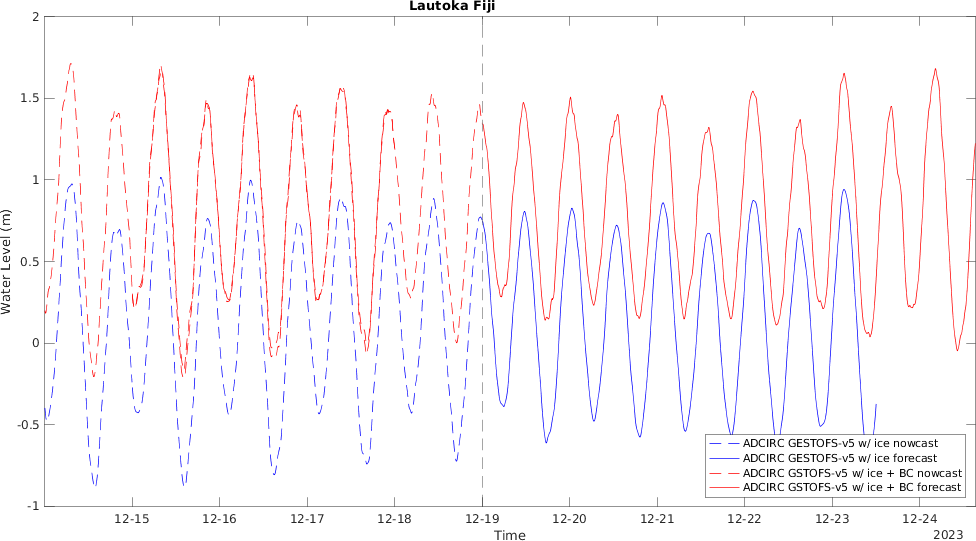 Lautoka Fiji
2
1.5
1
0.5
0
-0.5
-1
Water Level (m)
12-15 12-16 12-17 12-18 12-19 12-20 12-21 12-22 12-23 12-24
Time
2023
ADCIRC GESTOFS-v5 w/ ice nowcast
ADCIRC GESTOFS-v5 w/ ice forecast
ADCIRC GSTOFS-v5 w/ ice + BC nowcast
ADCIRC GSTOFS-v5 w/ ice + BC forecast